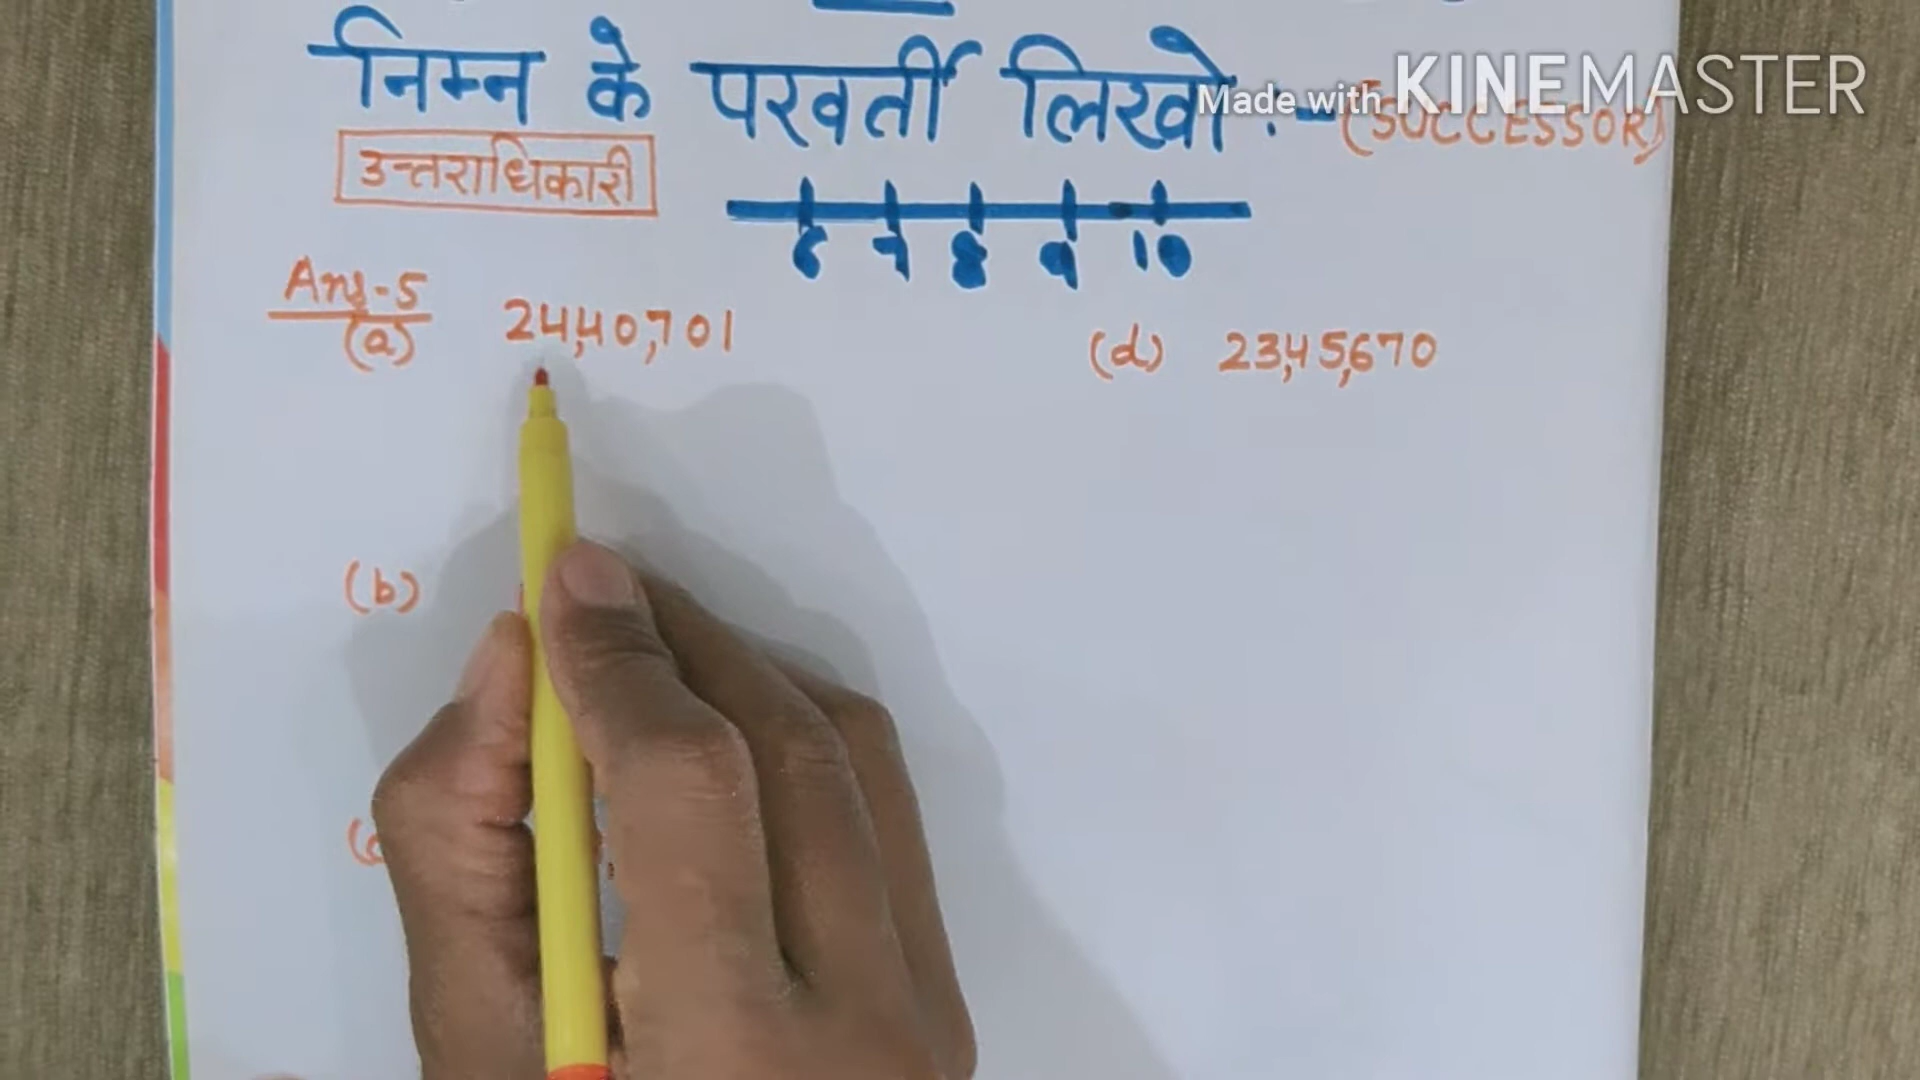 निम्न के परवर्ती लिखो :- (SUCCESSOR)
Made with KINEMASTER
उत्तराधिकारी
6 7 8 9 10
Ans-5
(a) 24,40,701
(d) 23,45,670
(b)